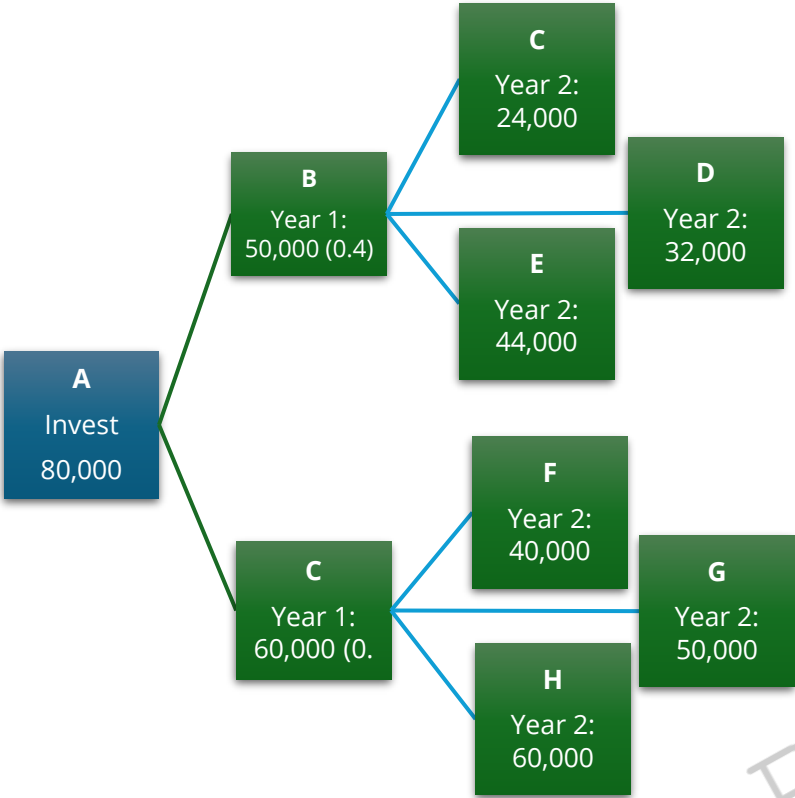 C
Year 2:
24,000
B
Year 1:
50,000 (0.4)
D
Year 2:
32,000
E
Year 2:
44,000
A
Invest
80,000
F
Year 2:
40,000
C
Year 1:
60,000 (0.
G
Year 2:
50,000
H
Year 2:
60,000